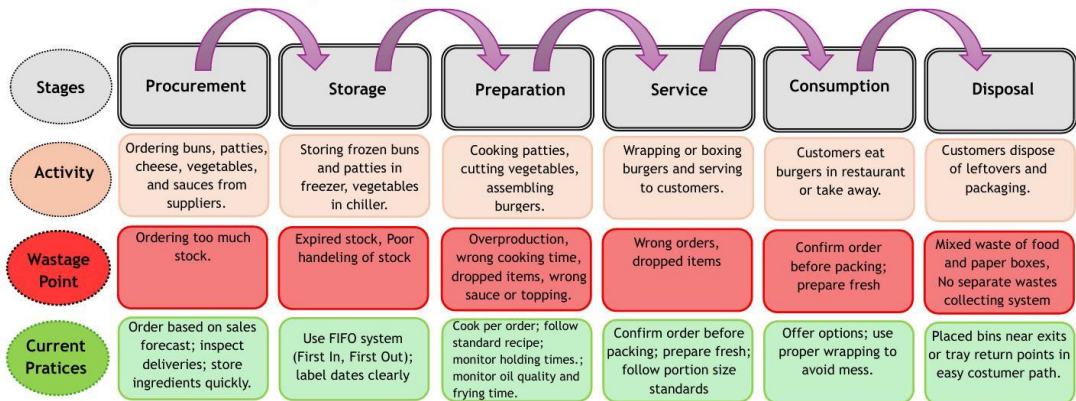 Stages
Procurement
Storage
Preparation
Service
Consumption
Disposal
Activity
Ordering buns, patties,
cheese, vegetables,
and sauces from
suppliers.
Storing frozen buns
and patties in
freezer, vegetables
in chiller.
Cooking patties,
cutting vegetables,
assembling
burgers.
Wrapping or boxing
burgers and serving
to customers.
Customers eat
burgers in restaurant
or take away.
Customers dispose
of leftovers and
packaging.
Wastage
Point
Ordering too much
stock.
Expired stock, Poor
handeling of stock
Overproduction,
wrong cooking time,
dropped items, wrong
sauce or topping.
Wrong orders,
dropped items
Confirm order
before packing;
prepare fresh
Mixed waste of food
and paper boxes,
No separate wastes
collecting system
Current
Pratices
Order based on sales
forecast; inspect
deliveries; store
ingredients quickly.
Use FIFO system
(First In, First Out);
label dates clearly
Cook per order; follow
standard recipe;
monitor holding times.;
monitor oil quality and
frying time.
Confirm order before
packing; prepare fresh;
follow portion size
standards
Offer options; use
proper wrapping to
avoid mess.
Placed bins near exits
or tray return points in
easy costumer path.